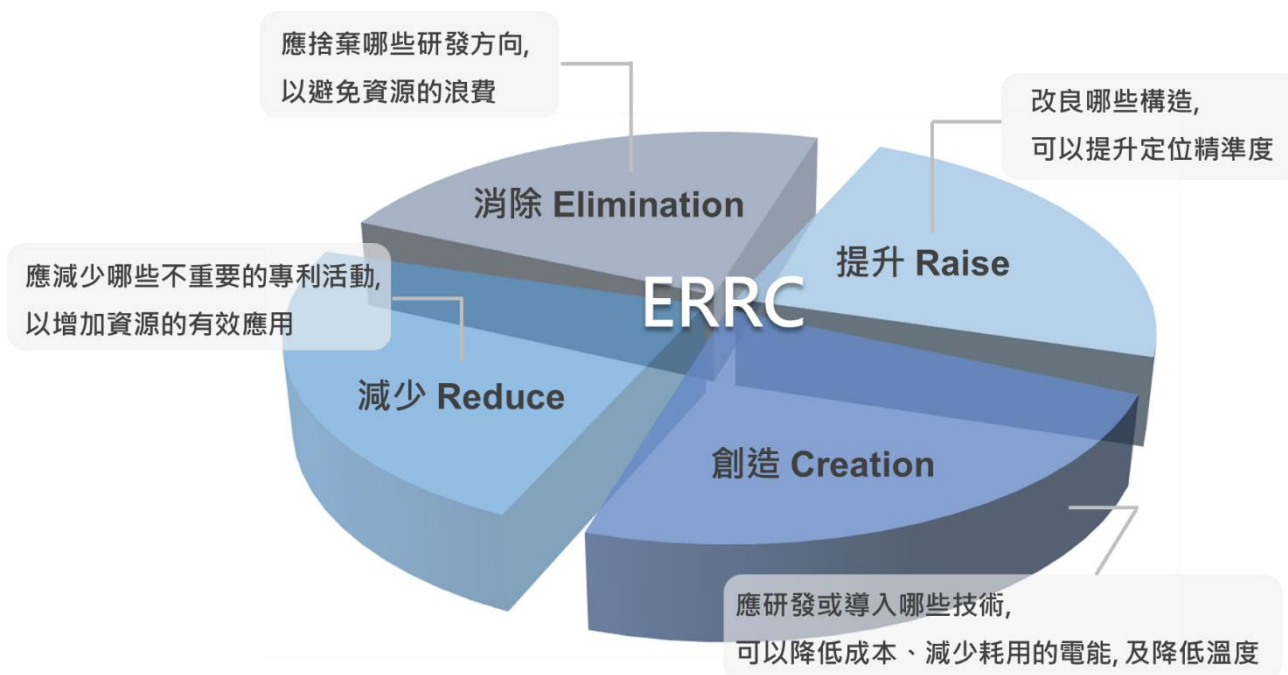 應捨棄哪些研發方向,
以避免資源的浪費
改良哪些構造,
可以提升定位精準度
消除 Elimination
提升 Raise
應減少哪些不重要的專利活動,
以增加資源的有效應用
ERRC
減少 Reduce
創造 Creation
應研發或導入哪些技術,
可以降低成本、減少耗用的電能, 及降低溫度